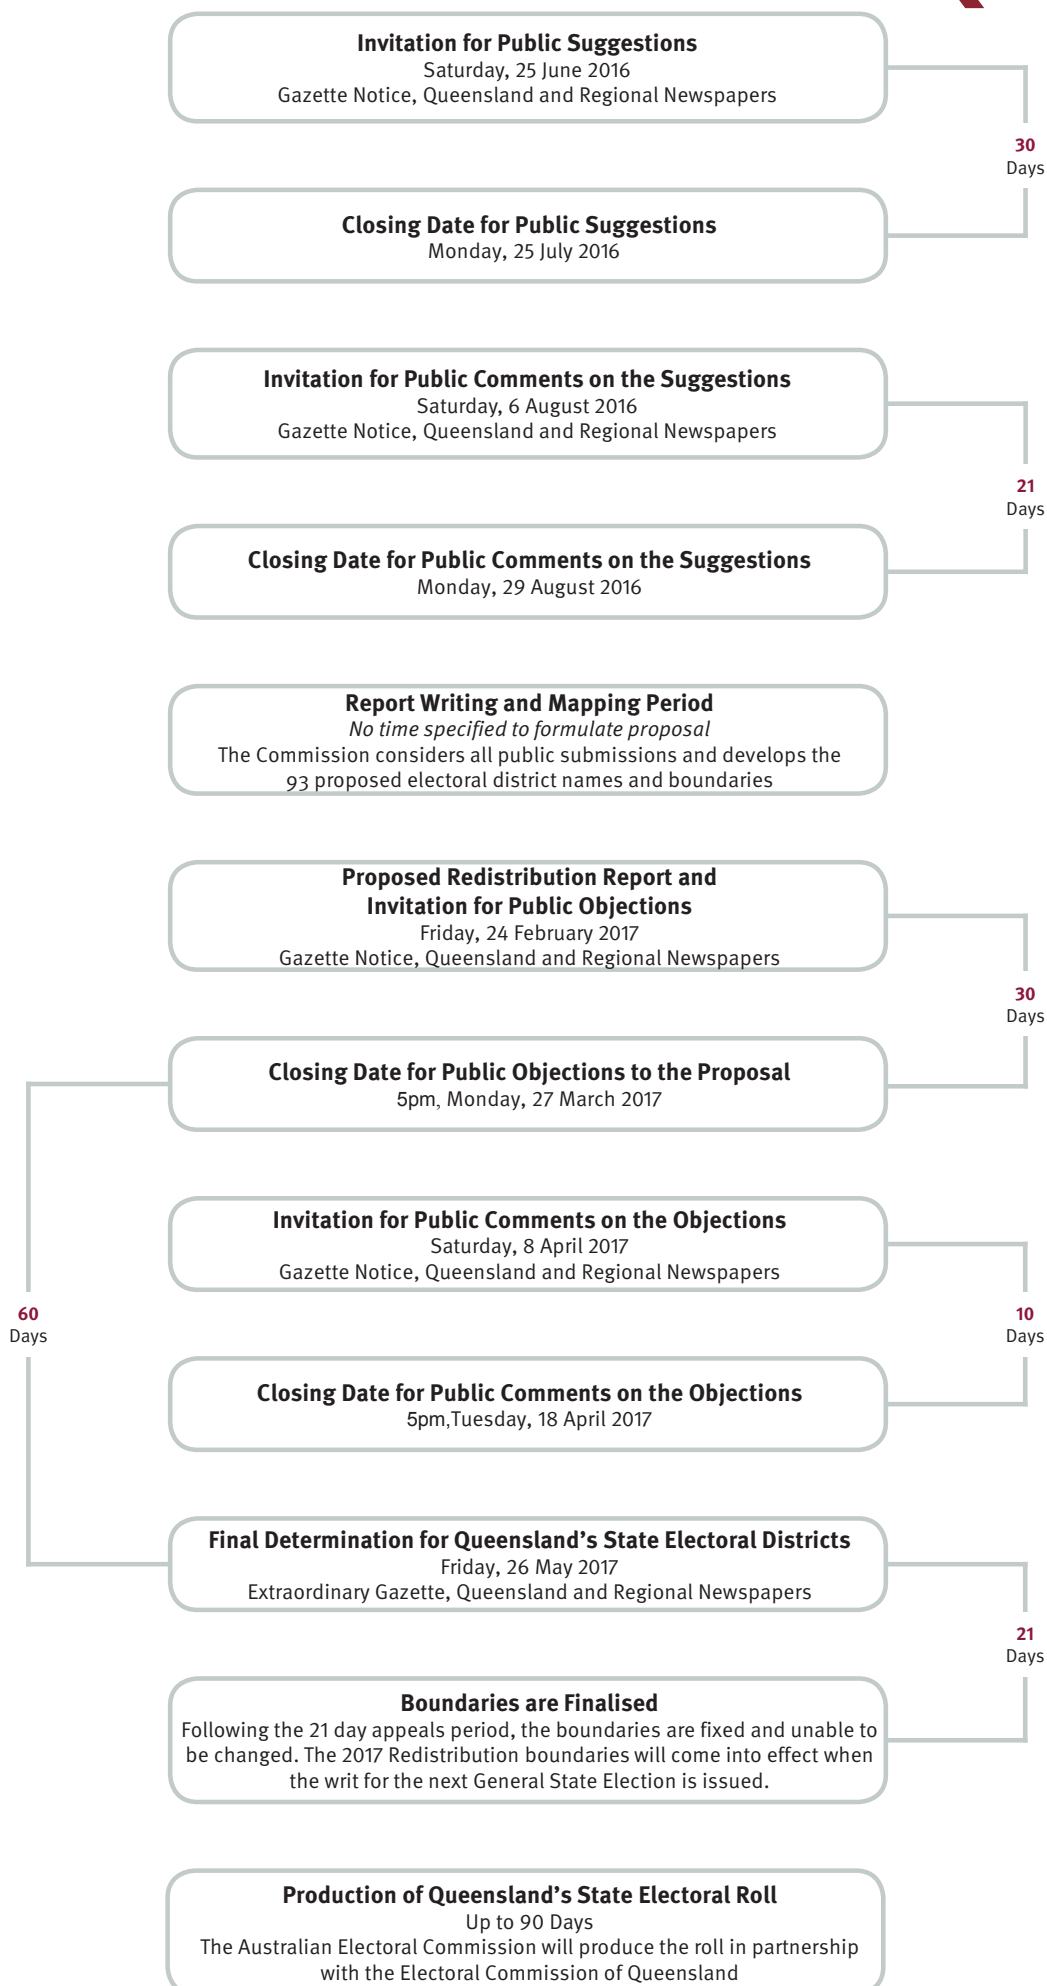 Invitation for Public Suggestions
Saturday, 25 June 2016
Gazette Notice, Queensland and Regional Newspapers
30
Days
Closing Date for Public Suggestions
Monday, 25 July 2016
Invitation for Public Comments on the Suggestions
Saturday, 6 August 2016
Gazette Notice, Queensland and Regional Newspapers
21
Days
Closing Date for Public Comments on the Suggestions
Monday, 29 August 2016
Report Writing and Mapping Period
No time specified to formulate proposal
The Commission considers all public submissions and develops the
93 proposed electoral district names and boundaries
Proposed Redistribution Report and
Invitation for Public Objections
Friday, 24 February 2017
Gazette Notice, Queensland and Regional Newspapers
30
Days
Closing Date for Public Objections to the Proposal
5pm, Monday, 27 March 2017
Invitation for Public Comments on the Objections
Saturday, 8 April 2017
Gazette Notice, Queensland and Regional Newspapers
60
Days
10
Days
Closing Date for Public Comments on the Objections
5pm,Tuesday, 18 April 2017
Final Determination for Queensland's State Electoral Districts
Friday, 26 May 2017
Extraordinary Gazette, Queensland and Regional Newspapers
21
Days
Boundaries are Finalised
Following the 21 day appeals period, the boundaries are fixed and unable to
be changed. The 2017 Redistribution boundaries will come into effect when
the writ for the next General State Election is issued.
Production of Queensland's State Electoral Roll
Up to 90 Days
The Australian Electoral Commission will produce the roll in partnership
with the Electoral Commission of Queensland